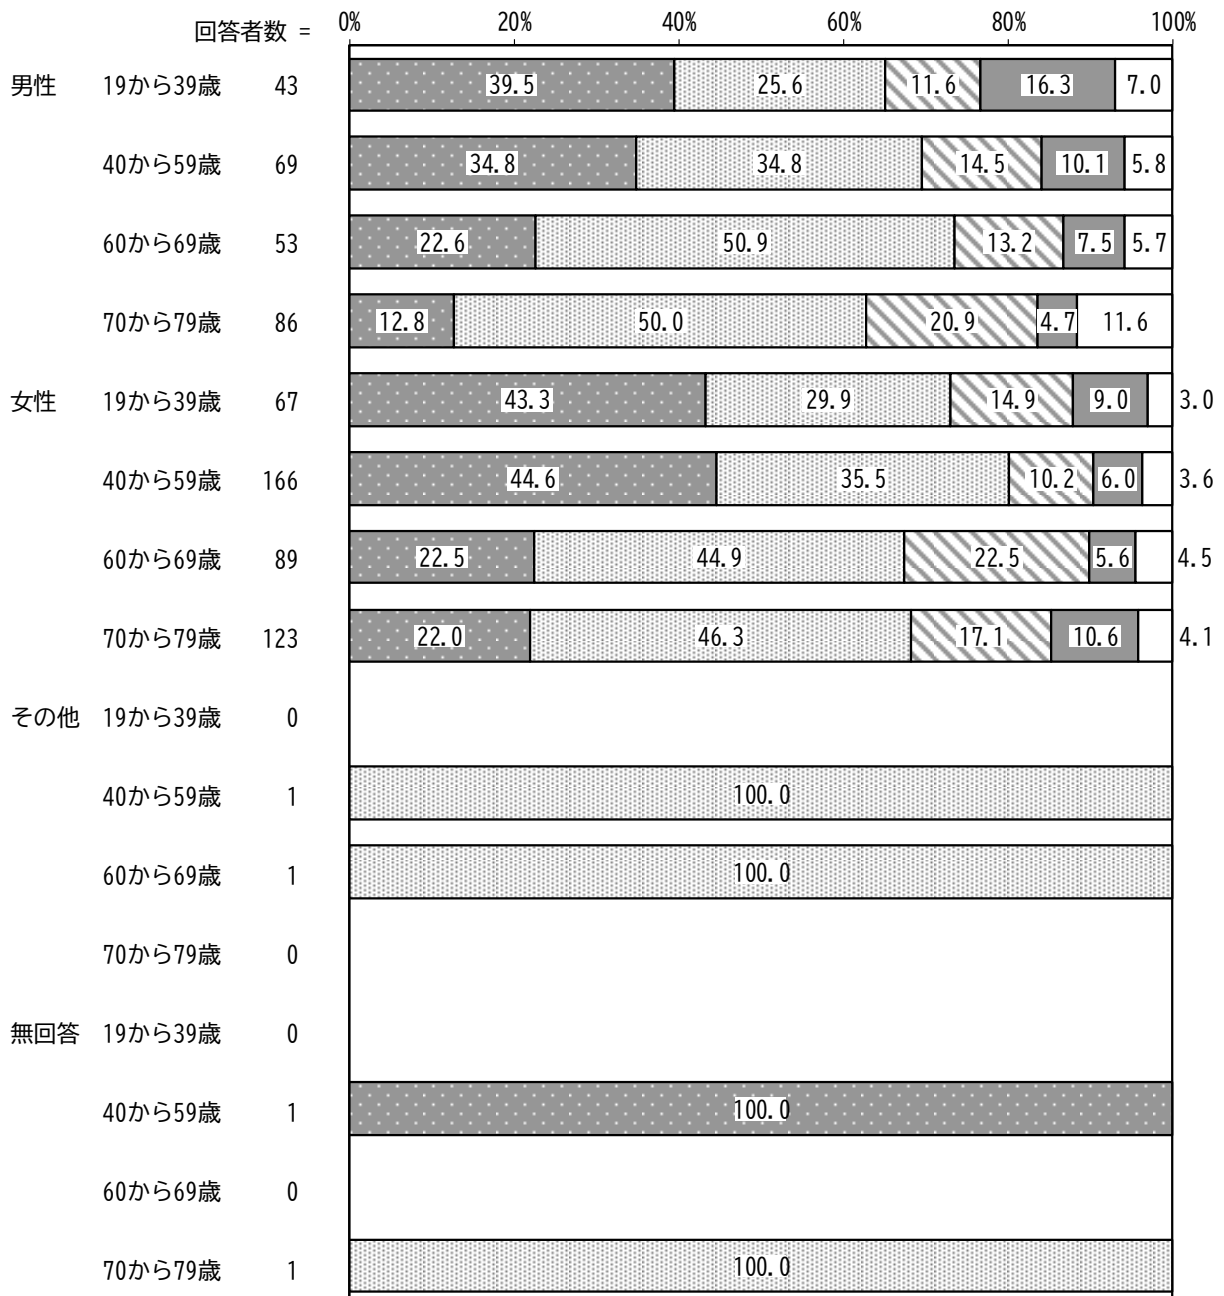 0% 20% 40% 60% 80% 100%
回答者数 =
男性 19から39歳 43 39.5 25.6 11.6 16.3 7.0
40から59歳 69 34.8 34.8 14.5 10.1 5.8
60から69歳 53 22.6 50.9 13.2 7.5 5.7
70から79歳 86 12.8 50.0 20.9 4.7 11.6
女性 19から39歳 67 43.3 29.9 14.9 9.0 3.0
40から59歳 166 44.6 35.5 10.2 6.0 3.6
60から69歳 89 22.5 44.9 22.5 5.6 4.5
70から79歳 123 22.0 46.3 17.1 10.6 4.1
その他 19から39歳 0
40から59歳 1 100.0
60から69歳 1 100.0
70から79歳 0
無回答 19から39歳 0
40から59歳 1 100.0
60から69歳 0
70から79歳 1 100.0